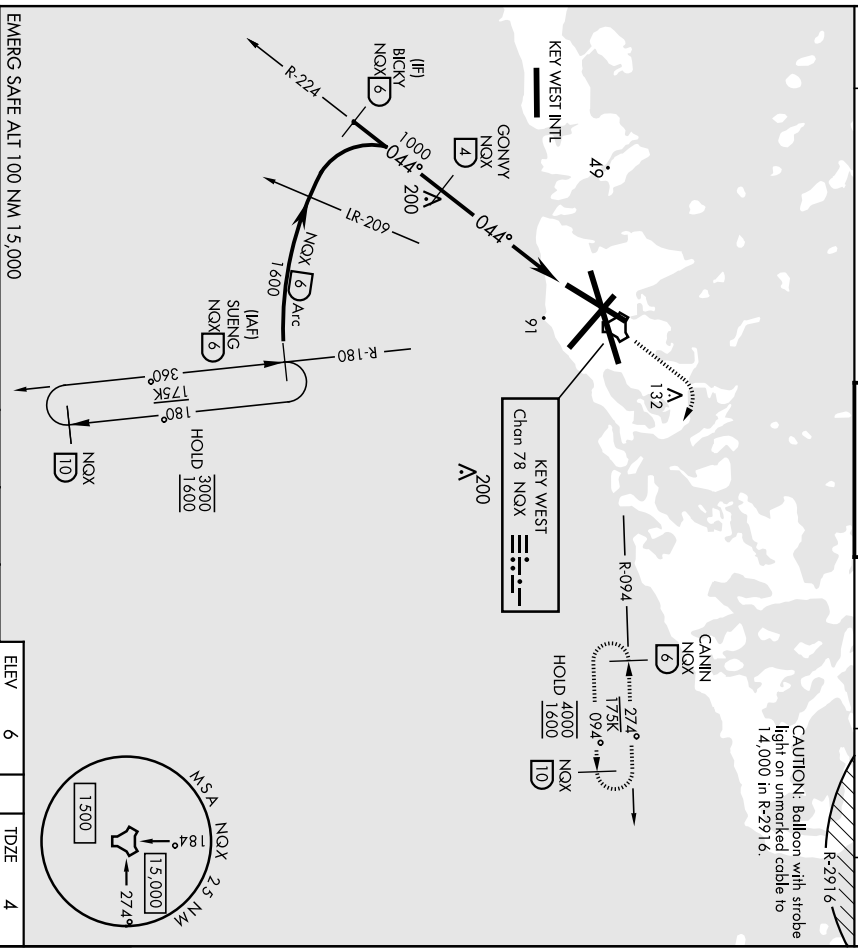 EMERG SAFE ALT 100 NM 15,000
KEY WEST INTL
49
(IF)
BICKY
NQX
6
R-224
1000
044°
GONVY
NQX
4
200
044°
LR-209
NQX 6 Arc
1600
(IAF)
SUENG
NQX
6
R-180
360°
175K
180°
HOLD 3000
1600
NQX
10
91
132
KEY WEST
Chan 78 NQX
200
R-094
CANIN
NQX
6
274°
175K
094°
HOLD 4000
1600
NQX
10
CAUTION: Balloon with strobe
light on unmarked cable to
14,000 in R-2916.
R-2916
MSA NQX 25 NM
1500
184°
15,000
274°
ELEV 6
TDZE 4